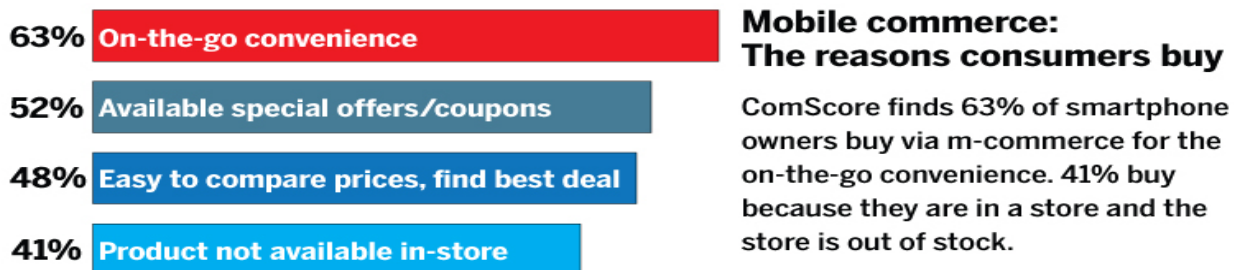 63% On-the-go convenience
52% Available special offers/coupons
48% Easy to compare prices, find best deal
41% Product not available in-store
Mobile commerce:
The reasons consumers buy
ComScore finds 63% of smartphone
owners buy via m-commerce for the
on-the-go convenience. 41% buy
because they are in a store and the
store is out of stock.